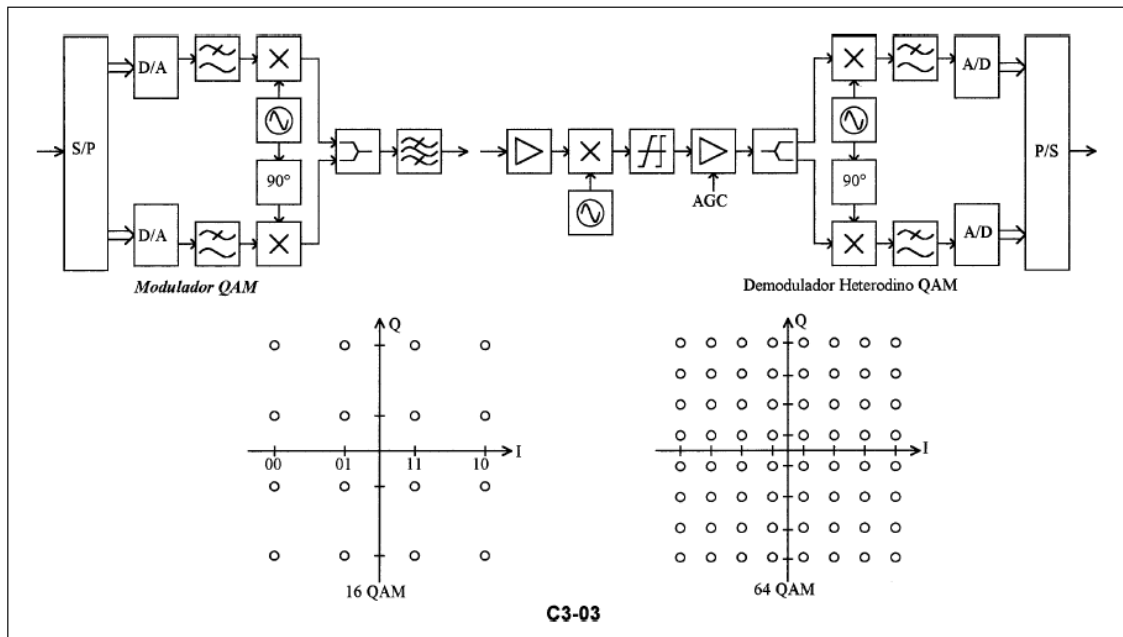 S/P
D/A
90°
D/A
Modulador QAM
AGC
A/D
90°
A/D
P/S
Demodulador Heterodino QAM
Q
I
00 01 11 10
16 QAM
Q
I
64 QAM
C3-03